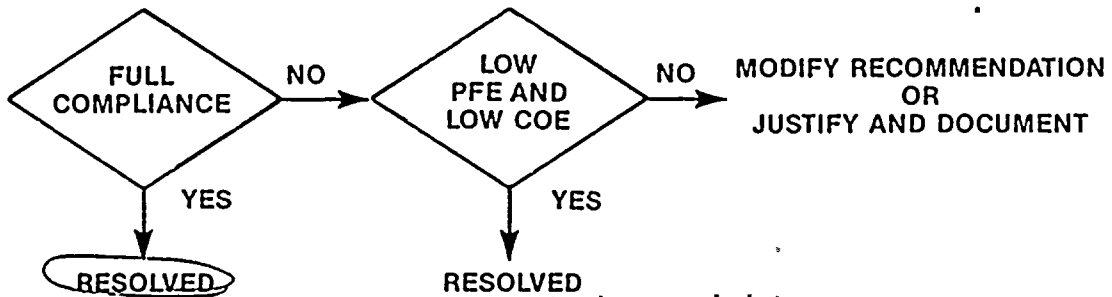 FULL
COMPLIANCE
NO
LOW
PFE AND
LOW COE
NO
MODIFY RECOMMENDATION
OR
JUSTIFY AND DOCUMENT
YES
YES
RESOLVED
RESOLVED